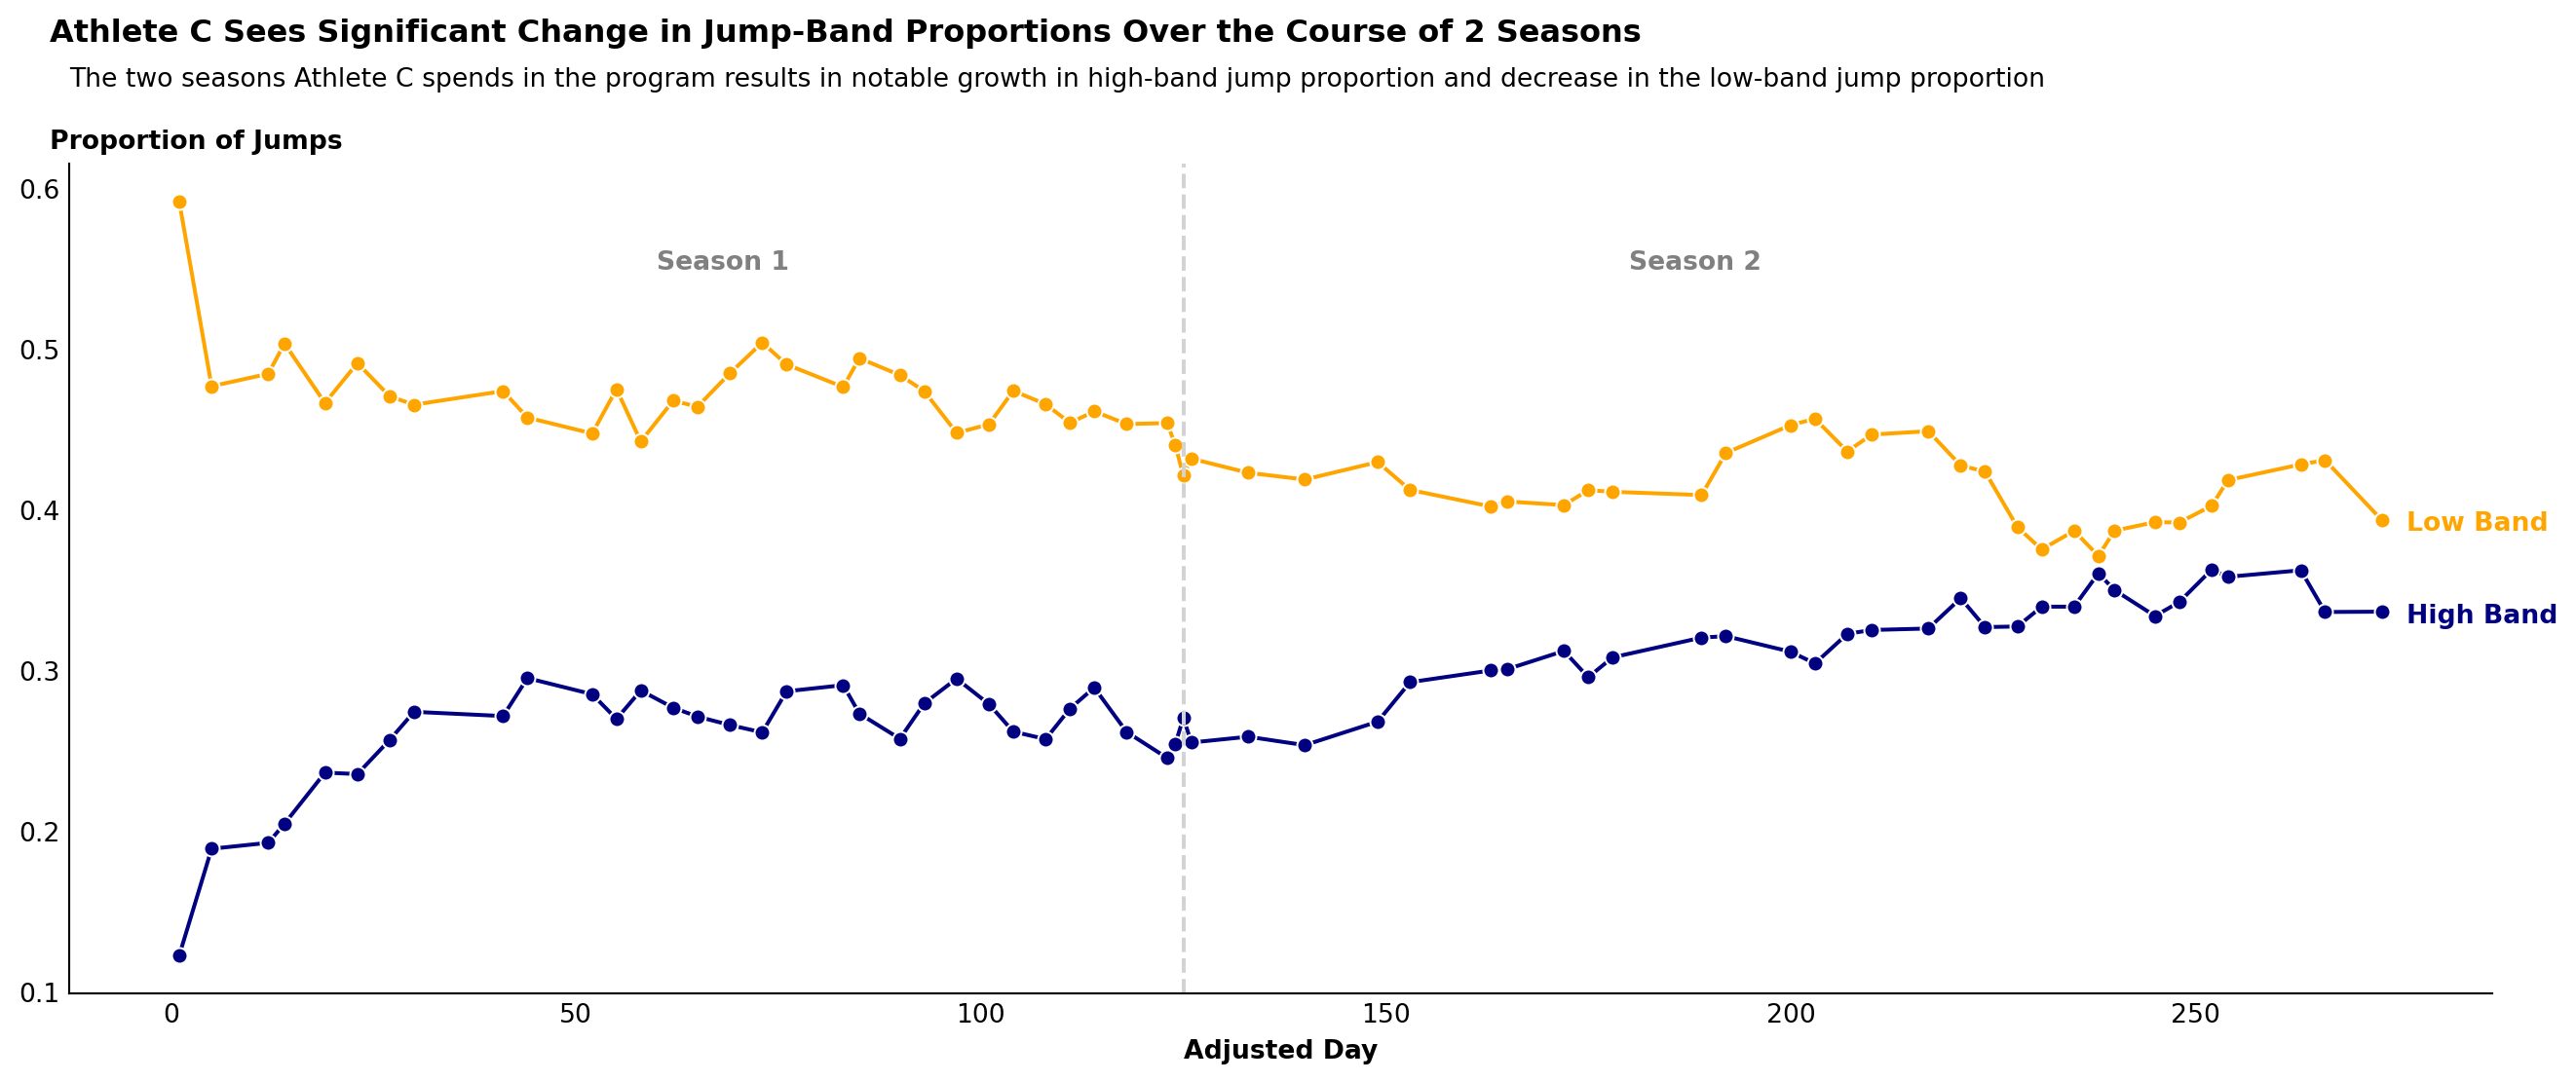 Athlete C Sees Significant Change in Jump-Band Proportions Over the Course of 2 Seasons
The two seasons Athlete C spends in the program results in notable growth in high-band jump proportion and decrease in the low-band jump proportion
Proportion of Jumps
0.6
Season 1
Season 2
0.5
0.4
Low Band
High Band
0.3
0.2
0.1
0
50
100
150
200
250
Adjusted Day